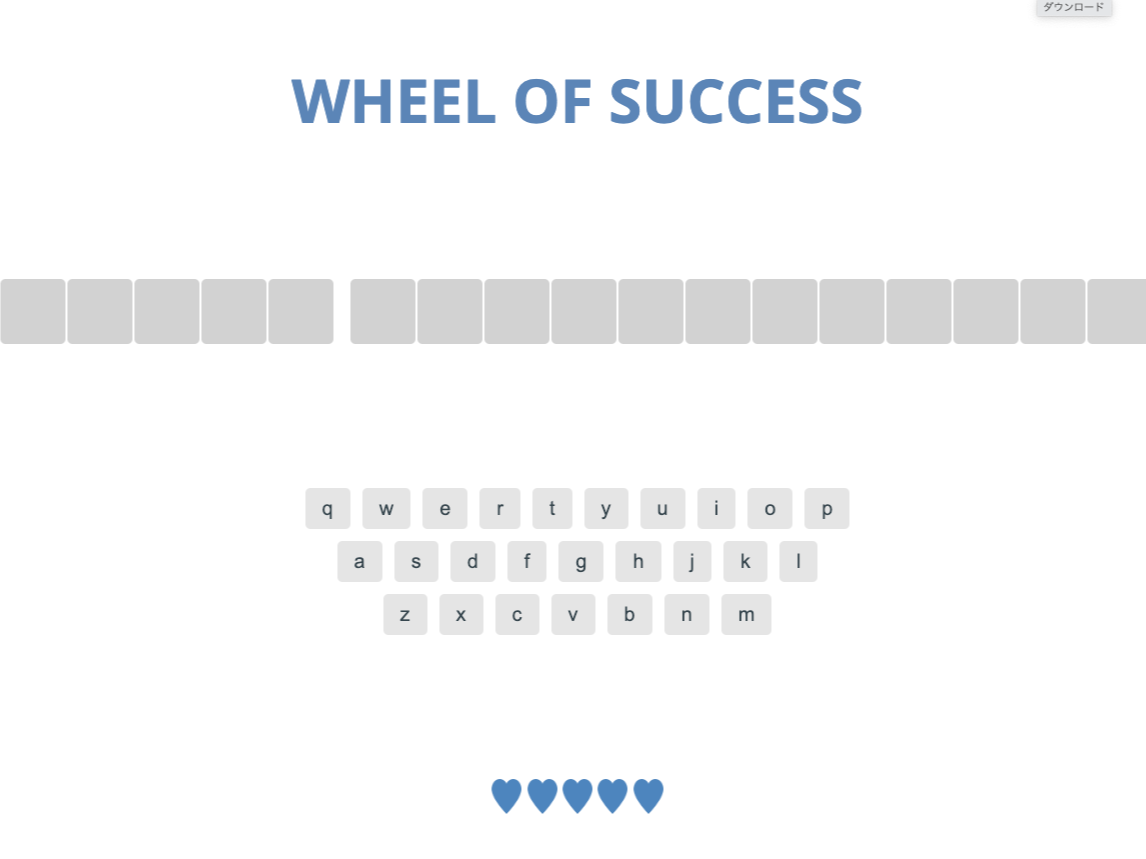 ダウンロード
WHEEL OF SUCCESS
q w e r t y u i o p
a s d f g h j k l
z x c v b n m